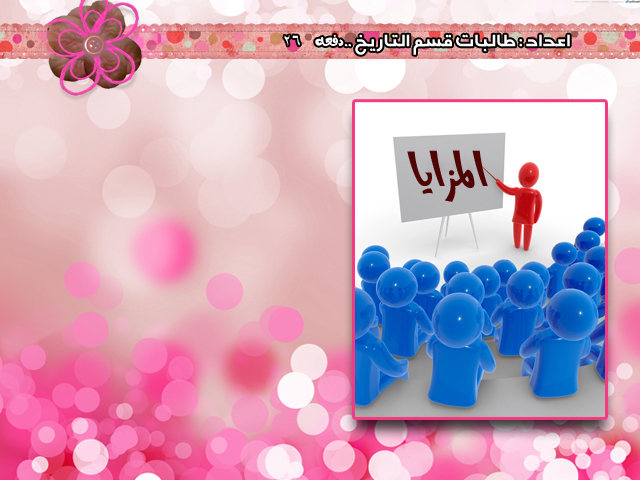 اعداد : طالبات قسم التاريخ .. دفعه ٢٦
المزايا